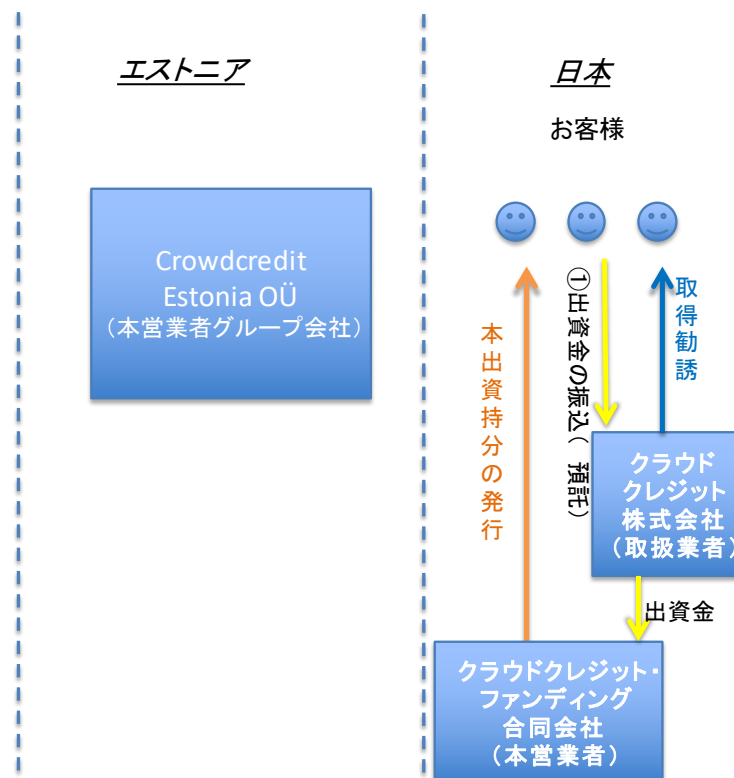 エストニア
日本
お客様
Crowdcredit
Estonia OÜ
（本営業者グループ会社）
本出資持分の発行
①出資金の振込（ 預託）
取得勧誘
クラウド
クレジット
株式会社
（取扱業者）
出資金
クラウドクレジット・
ファンディング
合同会社
（本営業者）